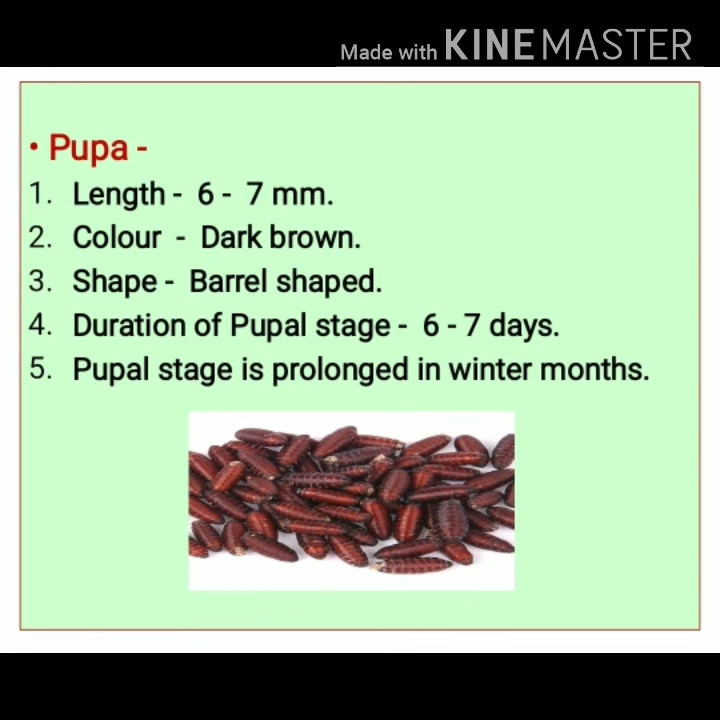 Made with KINEMASTER
• Pupa -
1. Length - 6 - 7 mm.
2. Colour - Dark brown.
3. Shape - Barrel shaped.
4. Duration of Pupal stage - 6 - 7 days.
5. Pupal stage is prolonged in winter months.